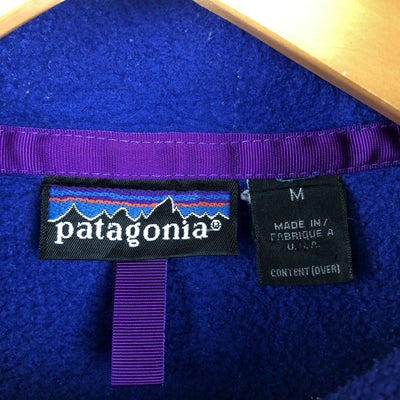 patagonia®
M
MADE IN/
FABRIQUE A
U.S.A.
CONTENT (OVER)